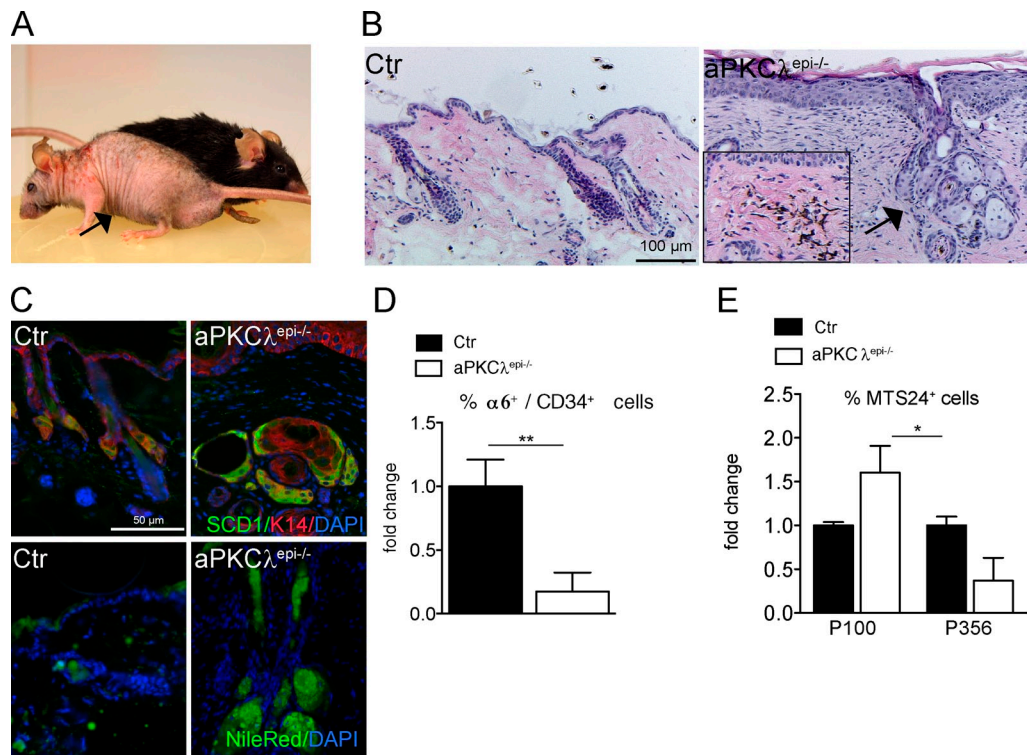 A
B
Ctr
aPKCλepi-/-
100 µm
C
Ctr
aPKCλepi-/-
50 µm
SCD1/K14/DAPI
Ctr
aPKCλepi-/-
NileRed/DAPI
D
Ctr
aPKCλepi-/-
% α6+ / CD34+ cells
**
fold change
1.5
1.0
0.5
0.0
E
Ctr
aPKC λepi-/-
% MTS24+ cells
*
fold change
2.5
2.0
1.5
1.0
0.5
0.0
P100 P356